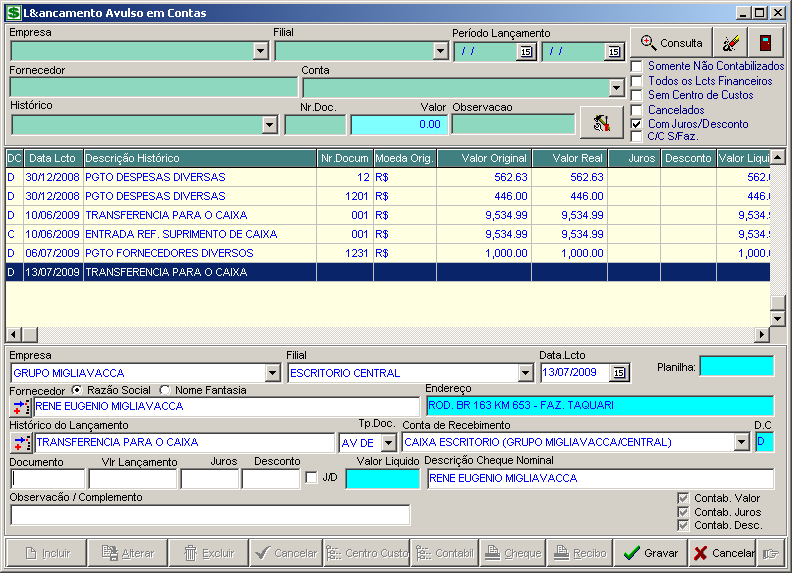 L&ancamento Avulso em Contas
Empresa Filial Período Lançamento
/ / 15 / / 15 Consulta
Fornecedor Conta
Somente Não Contabilizados
Todos os Lcts Financeiros
Sem Centro de Custos
Cancelados
Com Juros/Desconto
C/C S/Faz.
Histórico Nr.Doc. Valor Observacao
0.00
DC Data Lcto Descrição Histórico Nr.Docum Moeda Orig. Valor Original Valor Real Juros Desconto Valor Liqui
D 30/12/2008 PGTO DESPESAS DIVERSAS 12 R$ 562.63 562.63 562.
D 30/12/2008 PGTO DESPESAS DIVERSAS 1201 R$ 446.00 446.00 446.
D 10/06/2009 TRANSFERENCIA PARA O CAIXA 001 R$ 9,534.99 9,534.99 9,534.
C 10/06/2009 ENTRADA REF. SUPRIMENTO DE CAIXA 001 R$ 9,534.99 9,534.99 9,534.
D 06/07/2009 PGTO FORNECEDORES DIVERSOS 1231 R$ 1,000.00 1,000.00 1,000.
D 13/07/2009 TRANSFERENCIA PARA O CAIXA
Empresa Filial Data.Lcto
GRUPO MIGLIAVACCA ESCRITORIO CENTRAL 13/07/2009 15 Planilha:
Fornecedor Razão Social Nome Fantasia Endereço
RENE EUGENIO MIGLIAVACCA ROD. BR 163 KM 653 - FAZ. TAQUARI
Histórico do Lançamento Tp.Doc. Conta de Recebimento D.C
TRANSFERENCIA PARA O CAIXA AV DE CAIXA ESCRITORIO (GRUPO MIGLIAVACCA/CENTRAL) D
Documento Vlr Lançamento Juros Desconto J/D Valor Liquido Descrição Cheque Nominal
RENE EUGENIO MIGLIAVACCA
Observacão / Complemento
Contab. Valor
Contab. Juros
Contab. Desc.
Incluir Alterar Excluir Cancelar Centro Custo Contabil Cheque Recibo Gravar Cancelar